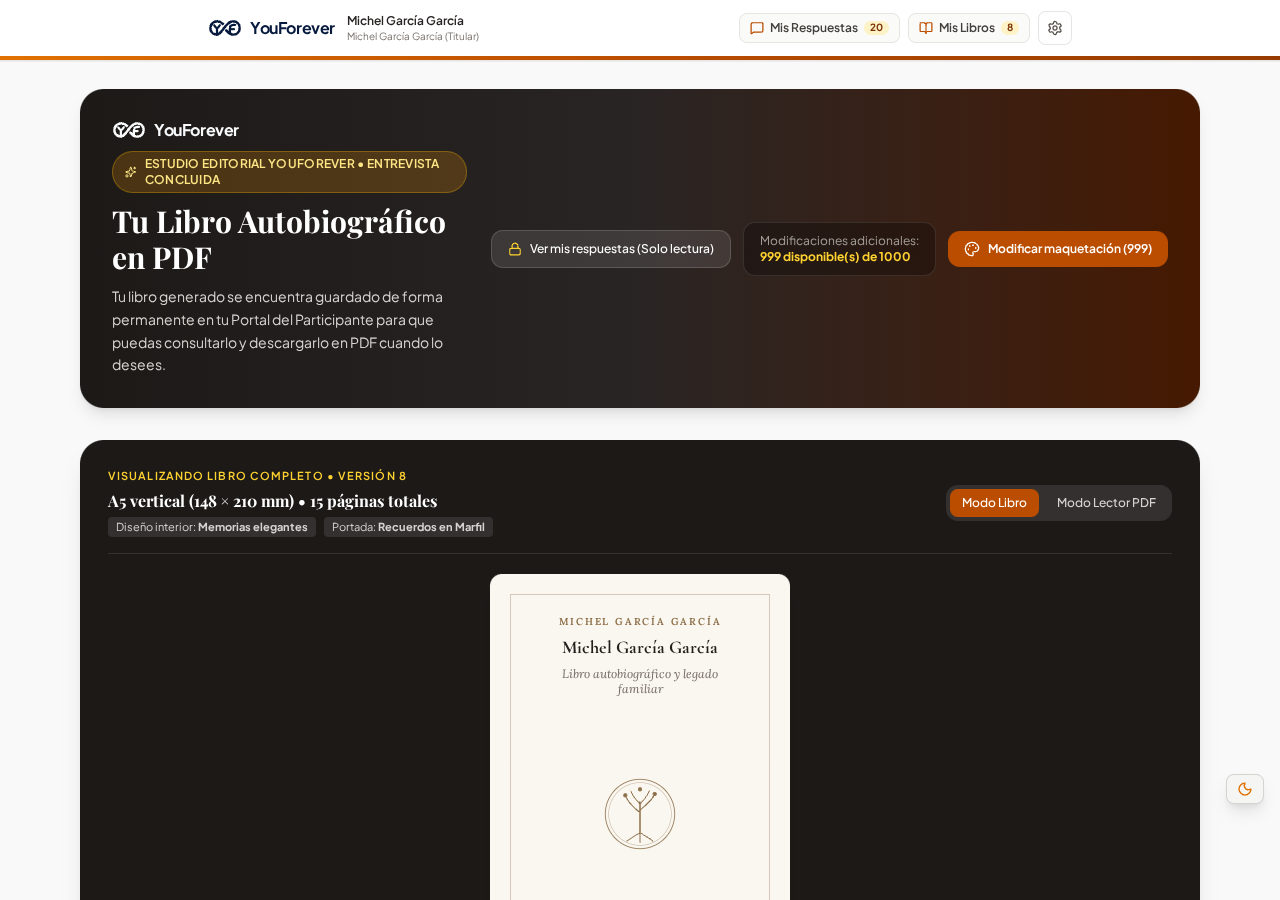 YouForever
Michel García García
Michel García García (Titular)
Mis Respuestas 20
Mis Libros 8
YouForever
ESTUDIO EDITORIAL YOUFOREVER • ENTREVISTA
CONCLUIDA
Tu Libro Autobiográfico
en PDF
Tu libro generado se encuentra guardado de forma
permanente en tu Portal del Participante para que
puedas consultarlo y descargarlo en PDF cuando lo
desees.
Ver mis respuestas (Solo lectura)
Modificaciones adicionales:
999 disponible(s) de 1000
Modificar maquetación (999)
VISUALIZANDO LIBRO COMPLETO • VERSIÓN 8
A5 vertical (148 × 210 mm) • 15 páginas totales
Diseño interior: Memorias elegantes
Portada: Recuerdos en Marfil
Modo Libro
Modo Lector PDF
MICHEL GARCÍA GARCÍA
Michel García García
Libro autobiográfico y legado
familiar